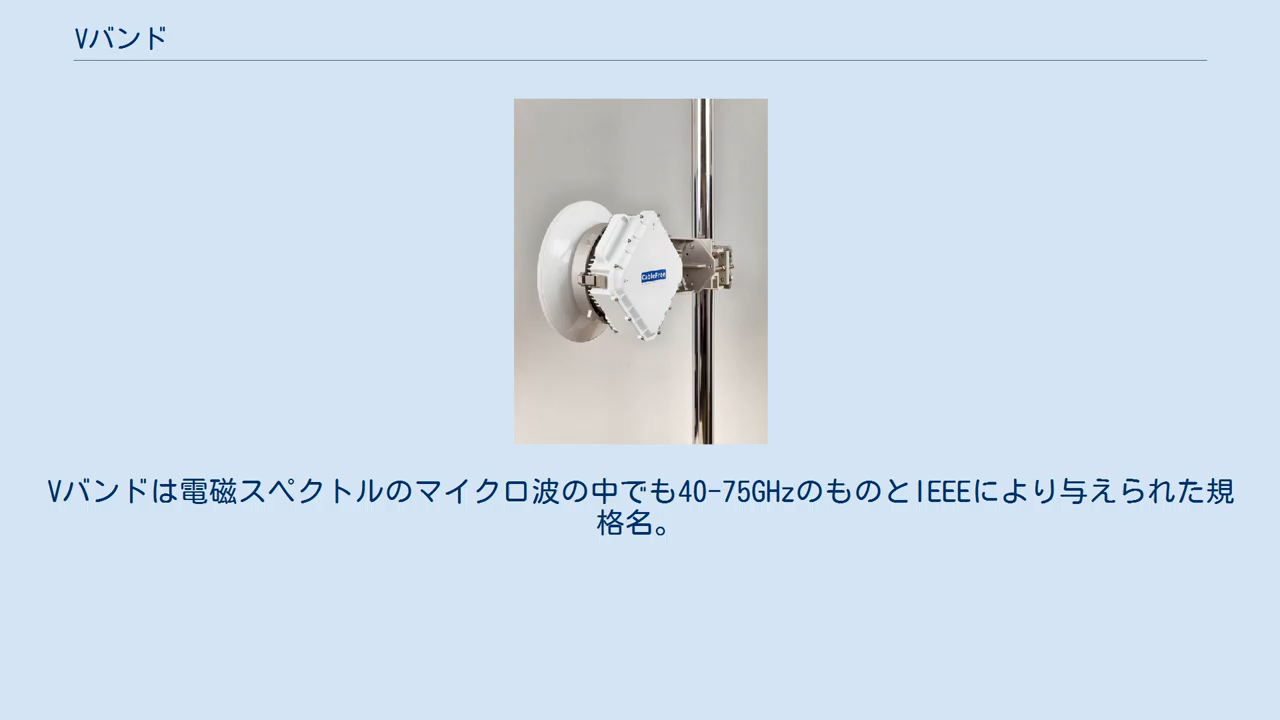 Vバンド
CableFree
Vバンドは電磁スペクトルのマイクロ波の中でも40-75GHzのものとIEEEにより与えられた規
格名。